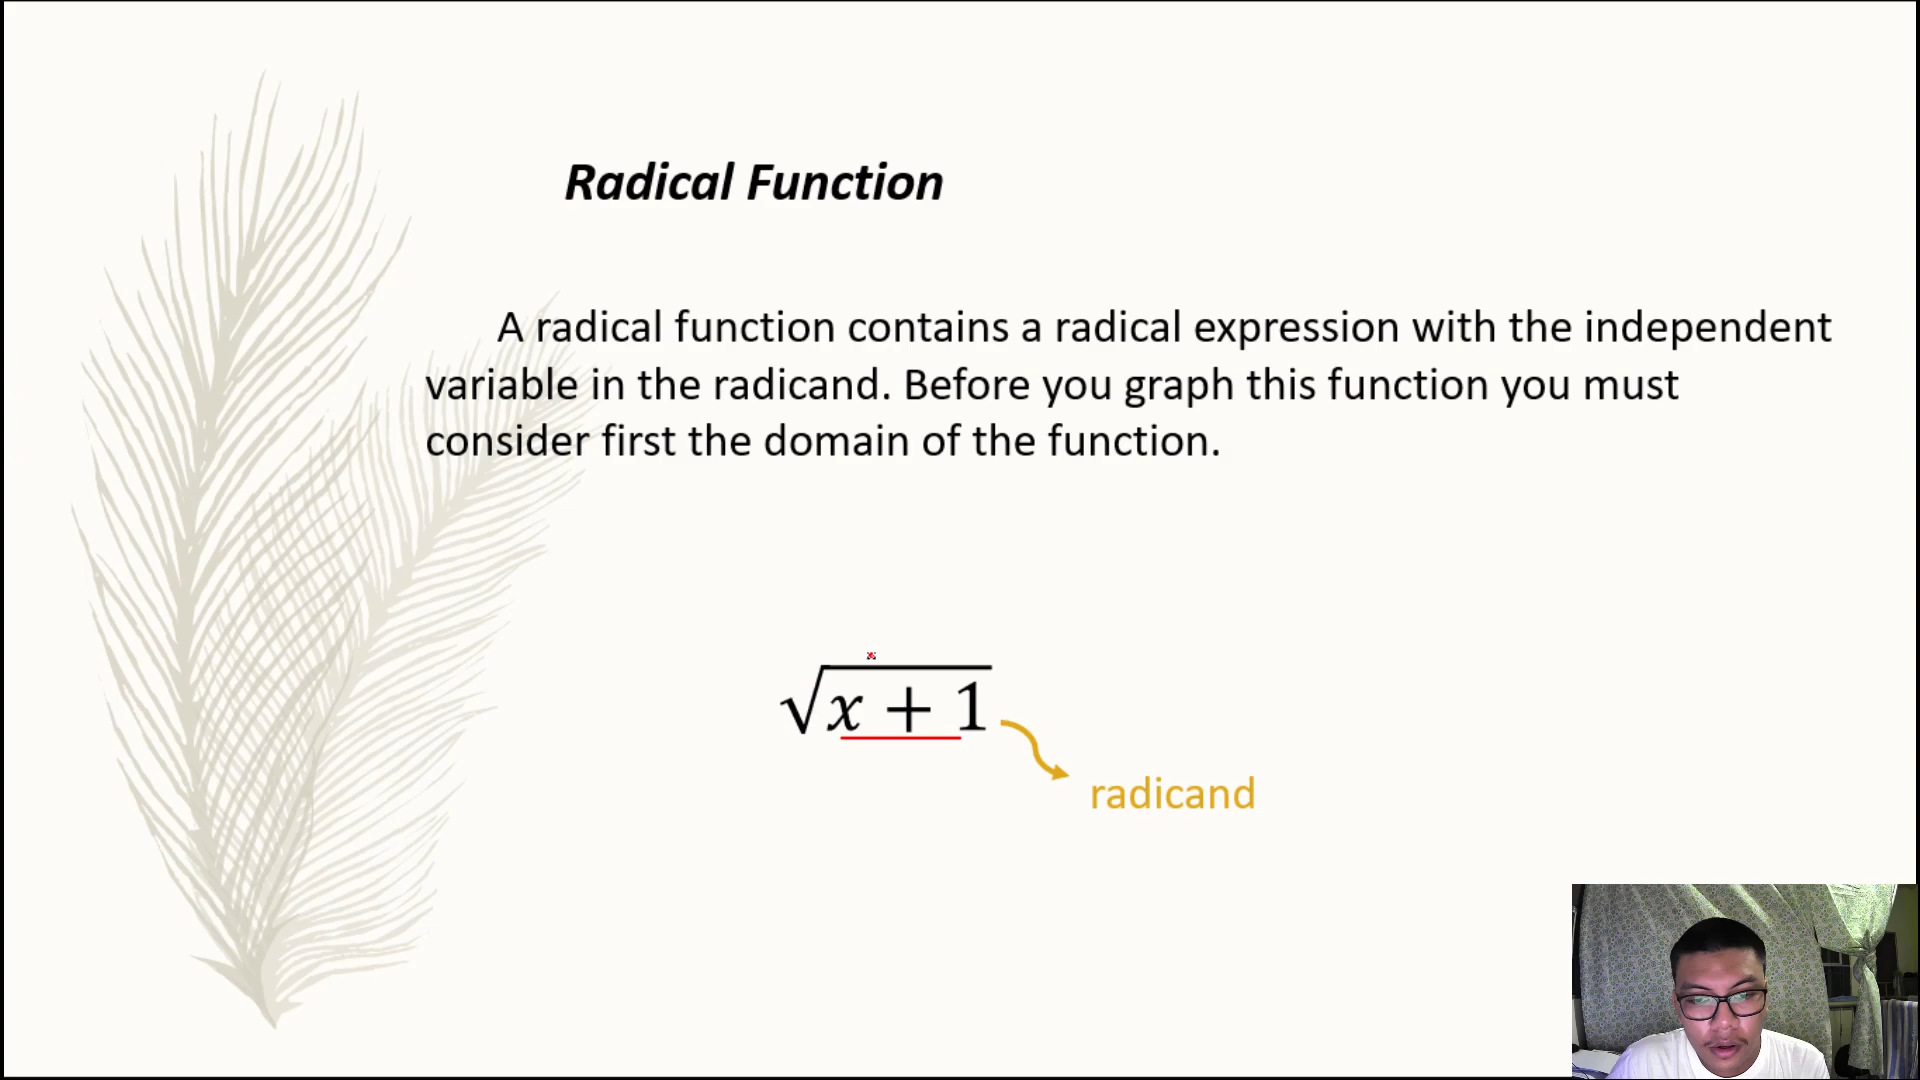 Radical Function
A radical function contains a radical expression with the independent
variable in the radicand. Before you graph this function you must
consider first the domain of the function.
√x + 1
radicand